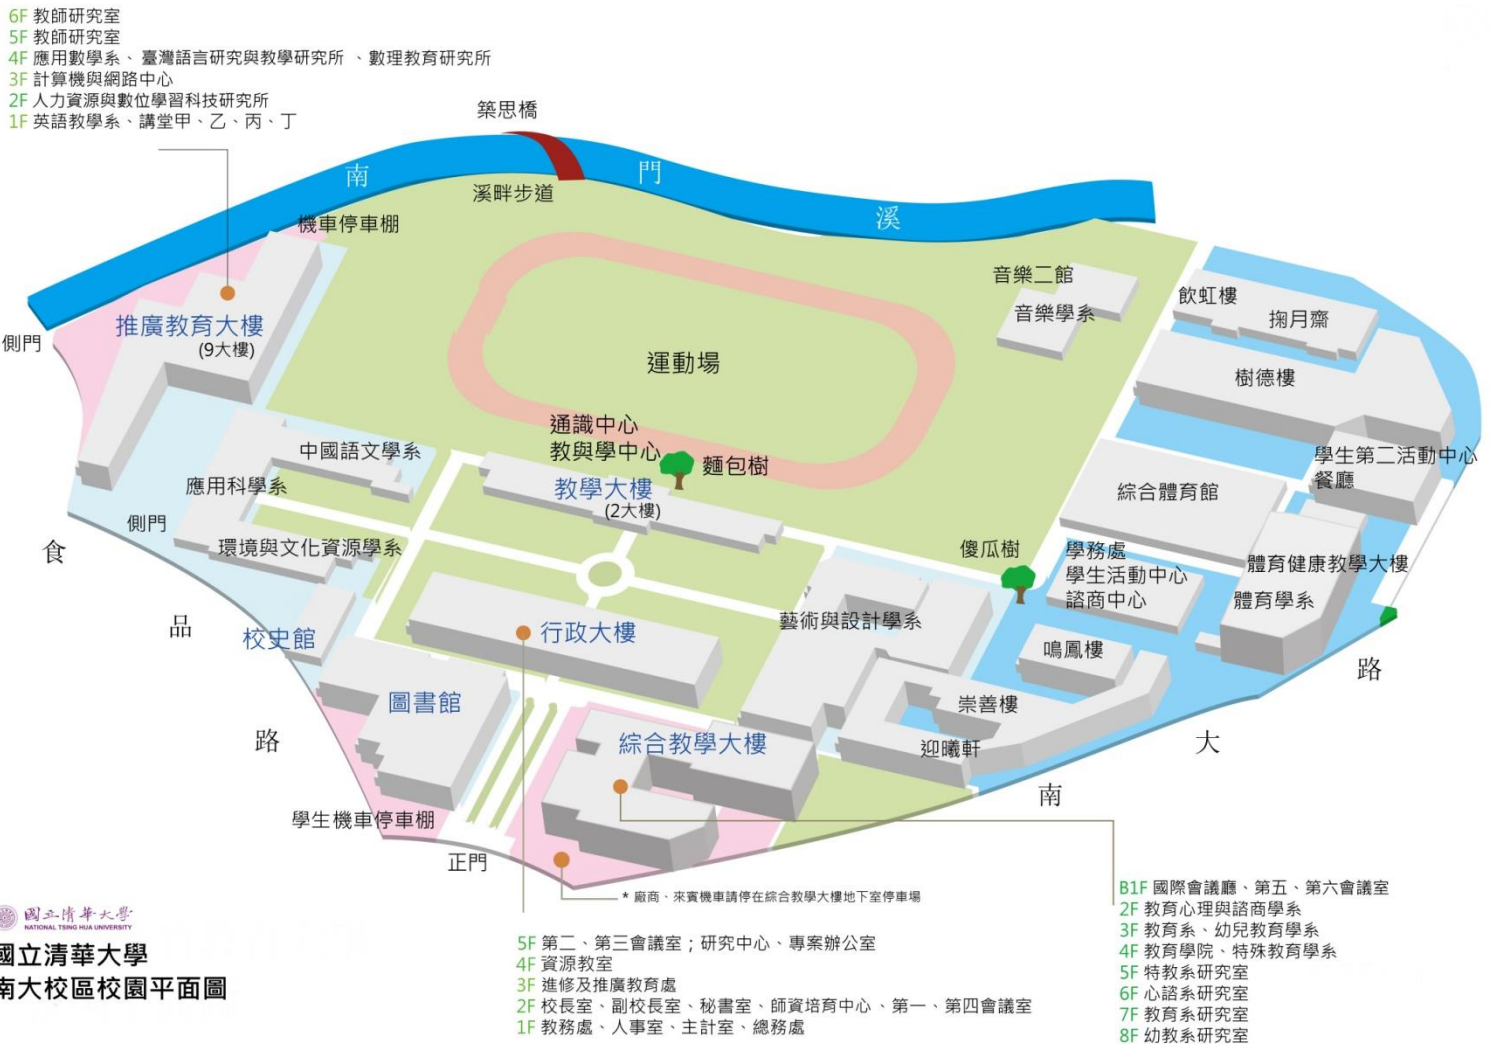 6F 教師研究室
5F 教師研究室
4F 應用數學系、臺灣語言研究與教學研究所 、數理教育研究所
3F 計算機與網路中心
2F 人力資源與數位學習科技研究所
1F 英語教學系、講堂甲、乙、丙、丁
築思橋
南門溪
溪畔步道
機車停車棚
側門
推廣教育大樓
(9大樓)
運動場
音樂二館
音樂學系
飲虹樓
掬月齋
樹德樓
學生第二活動中心
餐廳
綜合體育館
通識中心
教與學中心
麵包樹
教學大樓
(2大樓)
中國語文學系
應用科學系
側門
環境與文化資源學系
傻瓜樹
學務處
學生活動中心
諮商中心
體育健康教學大樓
體育學系
校史館
行政大樓
藝術與設計學系
鳴鳳樓
圖書館
綜合教學大樓
崇善樓
迎曦軒
食品路
南大路
學生機車停車棚
正門
* 廠商、來賓機車請停在綜合教學大樓地下室停車場
5F 第二、第三會議室；研究中心、專案辦公室
4F 資源教室
3F 進修及推廣教育處
2F 校長室、副校長室、秘書室、師資培育中心、第一、第四會議室
1F 教務處、人事室、主計室、總務處
B1F 國際會議廳、第五、第六會議室
2F 教育心理與諮商學系
3F 教育系、幼兒教育學系
4F 教育學院、特殊教育學系
5F 特教系研究室
6F 心諮系研究室
7F 教育系研究室
8F 幼教系研究室
國立清華大學
NATIONAL TSING HUA UNIVERSITY
國立清華大學
南大校區校園平面圖